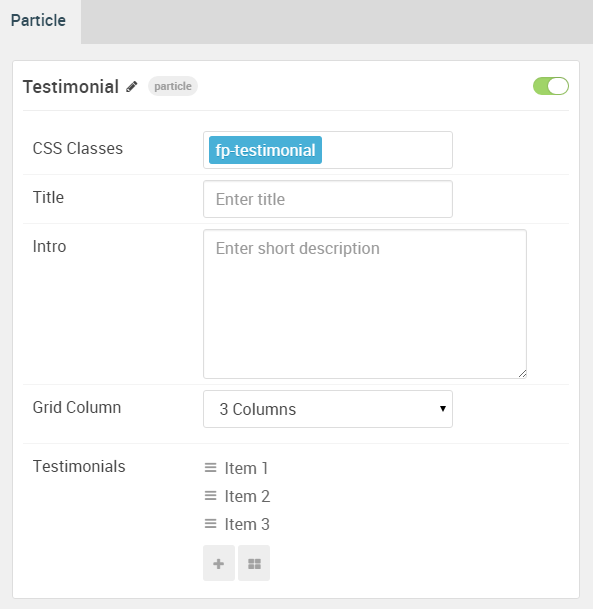 Particle
Testimonial particle
CSS Classes fp-testimonial
Title Enter title
Intro Enter short description
Grid Column 3 Columns
Testimonials Item 1
Item 2
Item 3